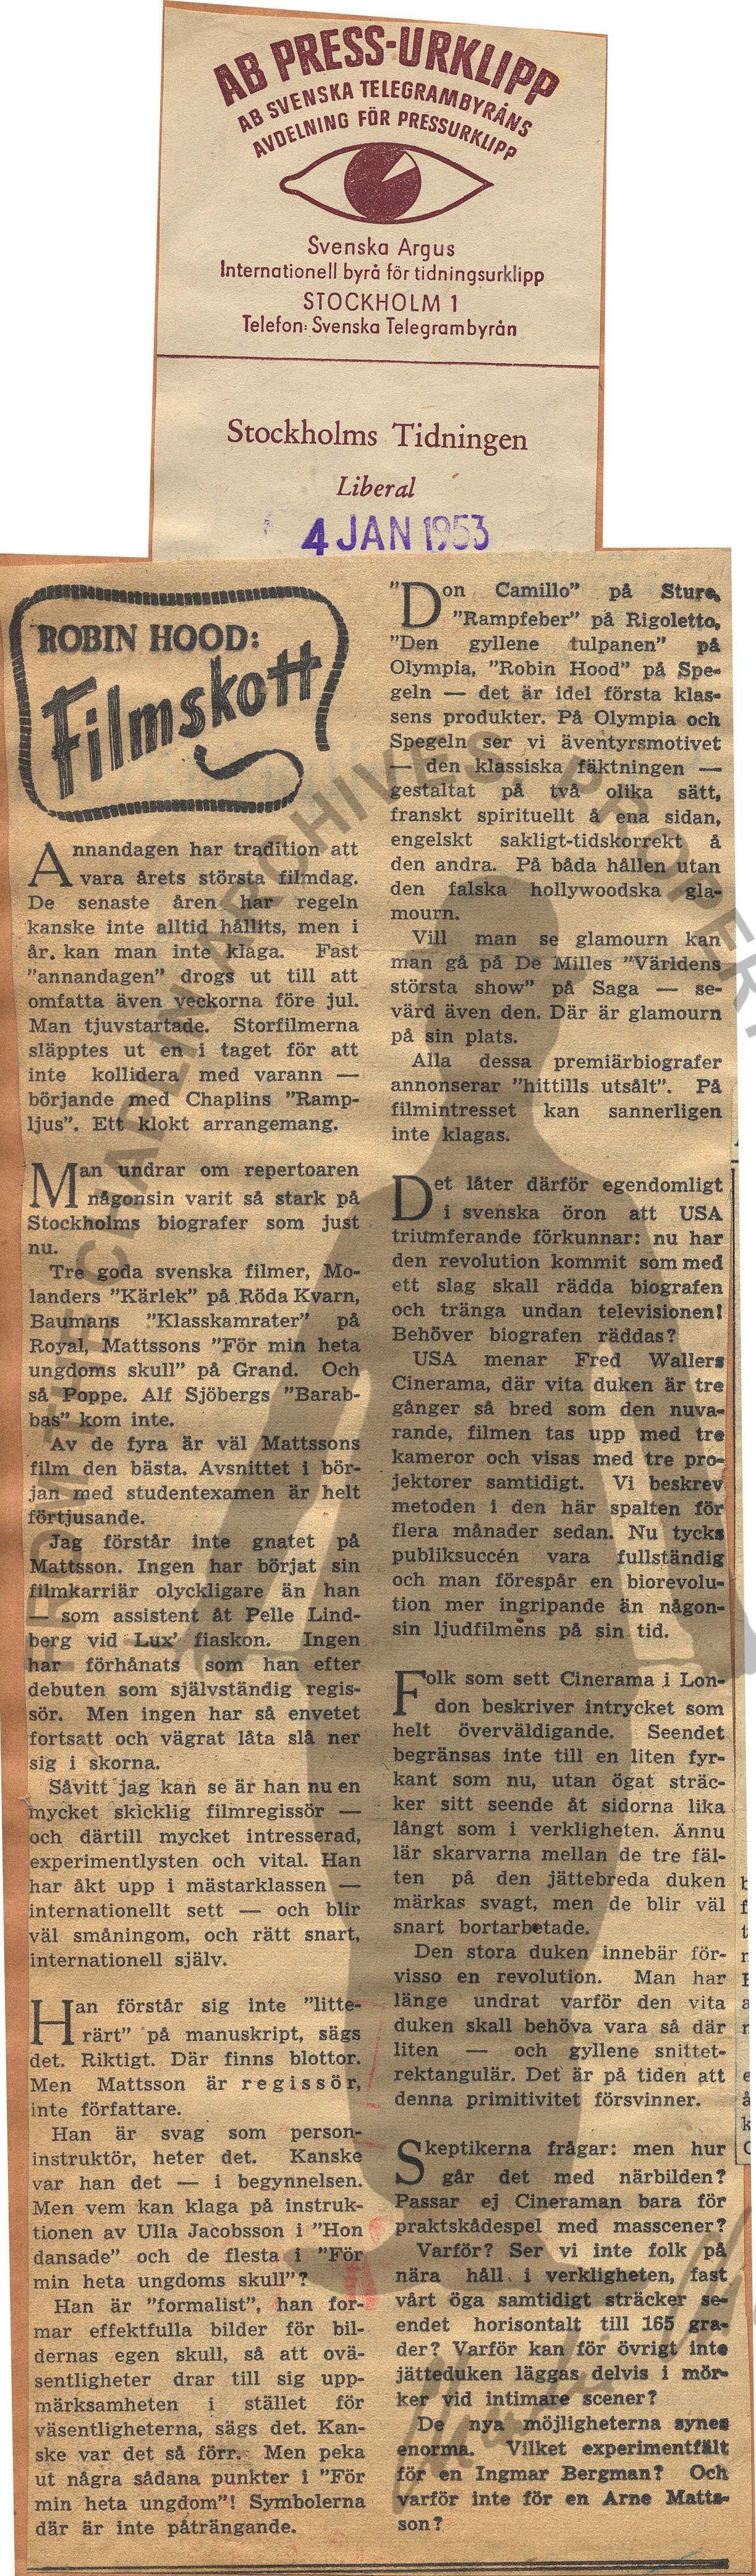 AB PRESS-URKLIPP
AB SVENSKA TELEGRAMBYRÅNS
AVDELNING FÖR PRESSURKLIPP
Svenska Argus
Internationell byrå för tidningsurklipp
STOCKHOLM 1
Telefon: Svenska Telegrambyrån
Stockholms Tidningen
Liberal
4 JAN 1953
ROBIN HOOD:
Filmskott
Annandagen har tradition att
vara årets största filmdag.
De senaste åren har regeln
kanske inte alltid hållits, men i
år. kan man inte klaga. Fast
"annandagen" drogs ut till att
omfatta även veckorna före jul.
Man tjuvstartade. Storfilmerna
släpptes ut en i taget för att
inte kollidera med varann —
började med Chaplins "Ramp-
ljus". Ett klokt arrangemang.
Man undrar om repertoaren
någonsin varit så stark på
Stockholms biografer som just
nu.
Tre goda svenska filmer, Mo-
landers "Kärlek" på Röda Kvarn,
Baumans "Klasskamrater" på
Royal, Mattssons "För min heta
ungdoms skull" på Grand. Och
så Poppe. Alf Sjöbergs "Barab-
bas" kom inte.
Av de fyra är väl Mattssons
film den bästa. Avsnittet i bör-
jan med studentexamen är helt
förtjusande.
Jag förstår inte gnatet på
Mattsson. Ingen har börjat sin
filmkarriär olyckligare än han
— som assistent åt Pelle Lind-
berg vid Lux' fiaskon. Ingen
har förhånats som han efter
debuten som självständig regis-
sör. Men ingen har så envetet
fortsatt och vägrat låta slå ner
sig i skorna.
Såvitt jag kan se är han nu en
mycket skicklig filmregissör —
och därtill mycket intresserad,
experimentlysten och vital. Han
har åkt upp i mästarklassen —
internationellt sett — och blir
väl småningom, och rätt snart,
internationell själv.
Han förstår sig inte "litte-
rärt" på manuskript, sägs
det. Riktigt. Där finns blottor.
Men Mattsson är regissör,
inte författare.
Han är svag som person-
instruktör, heter det. Kanske
var han det — i begynnelsen.
Men vem kan klaga på instruk-
tionen av Ulla Jacobsson i "Hon
dansade" och de flesta i "För
min heta ungdoms skull"?
Han är "formalist", han for-
mar effektfulla bilder för bil-
dernas egen skull, så att ovä-
sentligheter drar till sig upp-
märksamheten i stället för
väsentligheterna, sägs det. Kan-
ske var det så förr. Men peka
ut några sådana punkter i "För
min heta ungdom"! Symbolerna
där är inte påträngande.
"Don Camillo" på Sture,
"Rampfeber" på Rigoletto,
"Den gyllene tulpanen" på
Olympia, "Robin Hood" på Spe-
geln — det är idel första klas-
sens produkter. På Olympia och
Spegeln ser vi äventyrsmotivet
— den klassiska fäktningen —
gestaltat på två olika sätt,
franskt spirituellt å ena sidan,
engelskt sakligt-tidskorrekt å
den andra. På båda hållen utan
den falska hollywoodska gla-
mourn.
Vill man se glamourn kan
man gå på De Milles "Världens
största show" på Saga — se-
värd även den. Där är glamourn
på sin plats.
Alla dessa premiärbiografer
annonserar "hittills utsålt". På
filmintresset kan sannerligen
inte klagas.
Det låter därför egendomligt
i svenska öron att USA
triumferande förkunnar: nu har
den revolution kommit som med
ett slag skall rädda biografen
och tränga undan televisionen!
Behöver biografen räddas?
USA menar Fred Wallers
Cinerama, där vita duken är tre
gånger så bred som den nuva-
rande, filmen tas upp med tre
kameror och visas med tre pro-
jektorer samtidigt. Vi beskrev
metoden i den här spalten för
flera månader sedan. Nu tycks
publiksuccén vara fullständig
och man förespår en biorevolu-
tion mer ingripande än någon-
sin ljudfilmens på sin tid.
Folk som sett Cinerama i Lon-
don beskriver intrycket som
helt överväldigande. Seendet
begränsas inte till en liten fyr-
kant som nu, utan ögat sträc-
ker sitt seende åt sidorna lika
långt som i verkligheten. Ännu
lär skarvarna mellan de tre fäl-
ten på den jättebreda duken
märkas svagt, men de blir väl
snart bortarbetade.
Den stora duken innebär för-
visso en revolution. Man har
länge undrat varför den vita
duken skall behöva vara så där
liten — och gyllene snittet-
rektangulär. Det är på tiden att
denna primitivitet försvinner.
Skeptikerna frågar: men hur
går det med närbilden?
Passar ej Cineraman bara för
praktskådespel med masscener?
Varför? Ser vi inte folk på
nära håll i verkligheten, fast
vårt öga samtidigt sträcker se-
endet horisontalt till 165 gra-
der? Varför kan för övrigt inte
jätteduken läggas delvis i mör-
ker vid intimare scener?
De nya möjligheterna synes
enorma. Vilket experimentfält
för en Ingmar Bergman? Och
varför inte för en Arne Matts-
son?